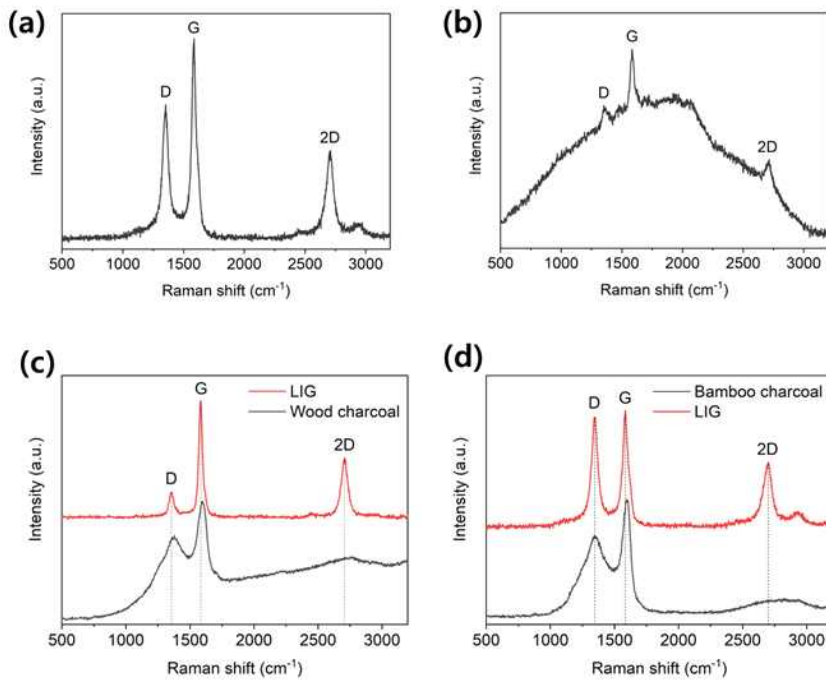 (a)
G
D
2D
Intensity (a.u.)
500 1000 1500 2000 2500 3000
Raman shift (cm⁻¹)
(b)
G
D
2D
Intensity (a.u.)
500 1000 1500 2000 2500 3000
Raman shift (cm⁻¹)
(c)
LIG
Wood charcoal
G
D
2D
Intensity (a.u.)
500 1000 1500 2000 2500 3000
Raman shift (cm⁻¹)
(d)
Bamboo charcoal
LIG
D
G
2D
Intensity (a.u.)
500 1000 1500 2000 2500 3000
Raman shift (cm⁻¹)